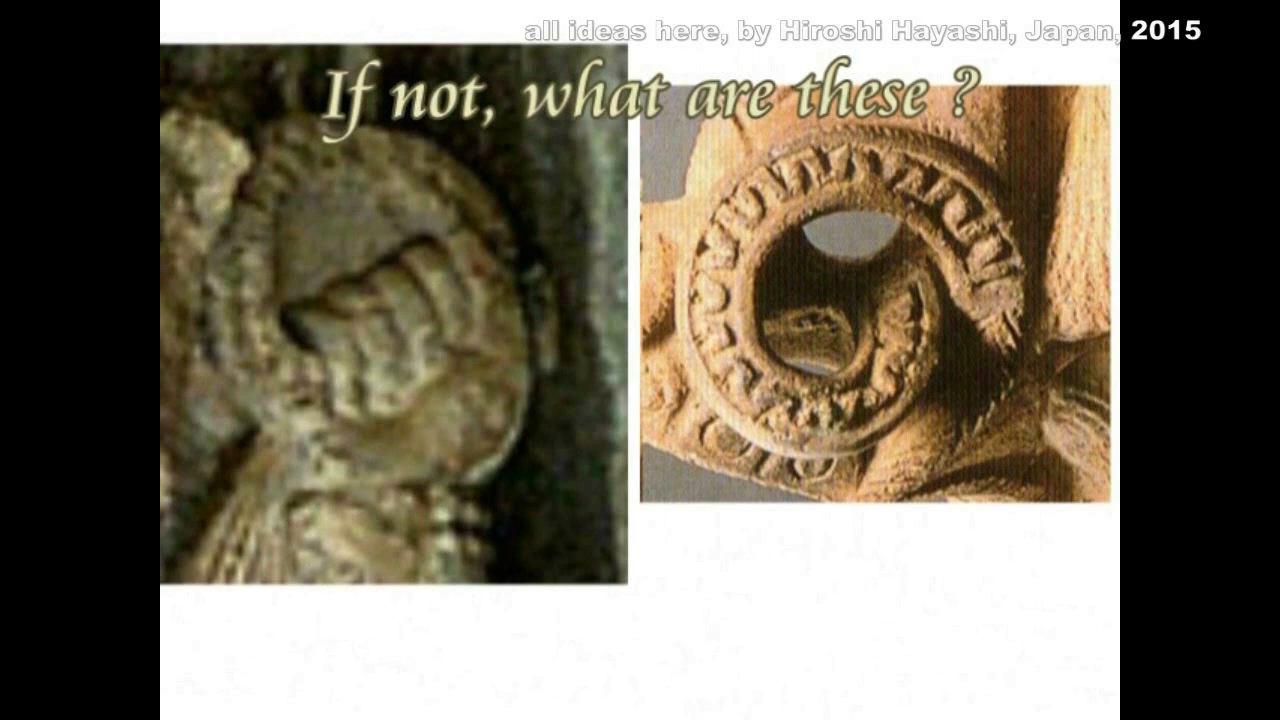 all ideas here, by Hiroshi Hayashi, Japan, 2015
If not, what are these ?